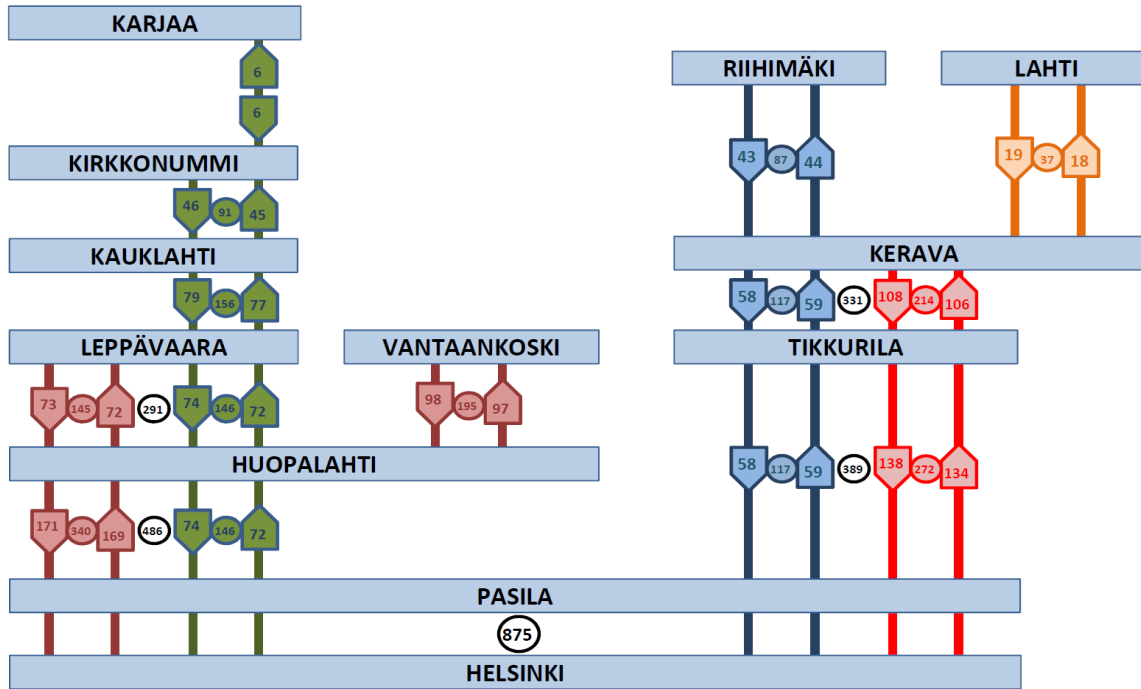 KARJAA
6
6
RIIHIMÄKI
LAHTI
43 87 44
19 37 18
KIRKKONUMMI
46 91 45
KAUKLAHTI
KERAVA
79 156 77
58 117 59 331 108 214 106
LEPPÄVAARA
VANTAANKOSKI
TIKKURILA
73 145 72 291 74 146 72
98 195 97
HUOPALAHTI
58 117 59 389 138 272 134
171 340 169 486 74 146 72
PASILA
875
HELSINKI